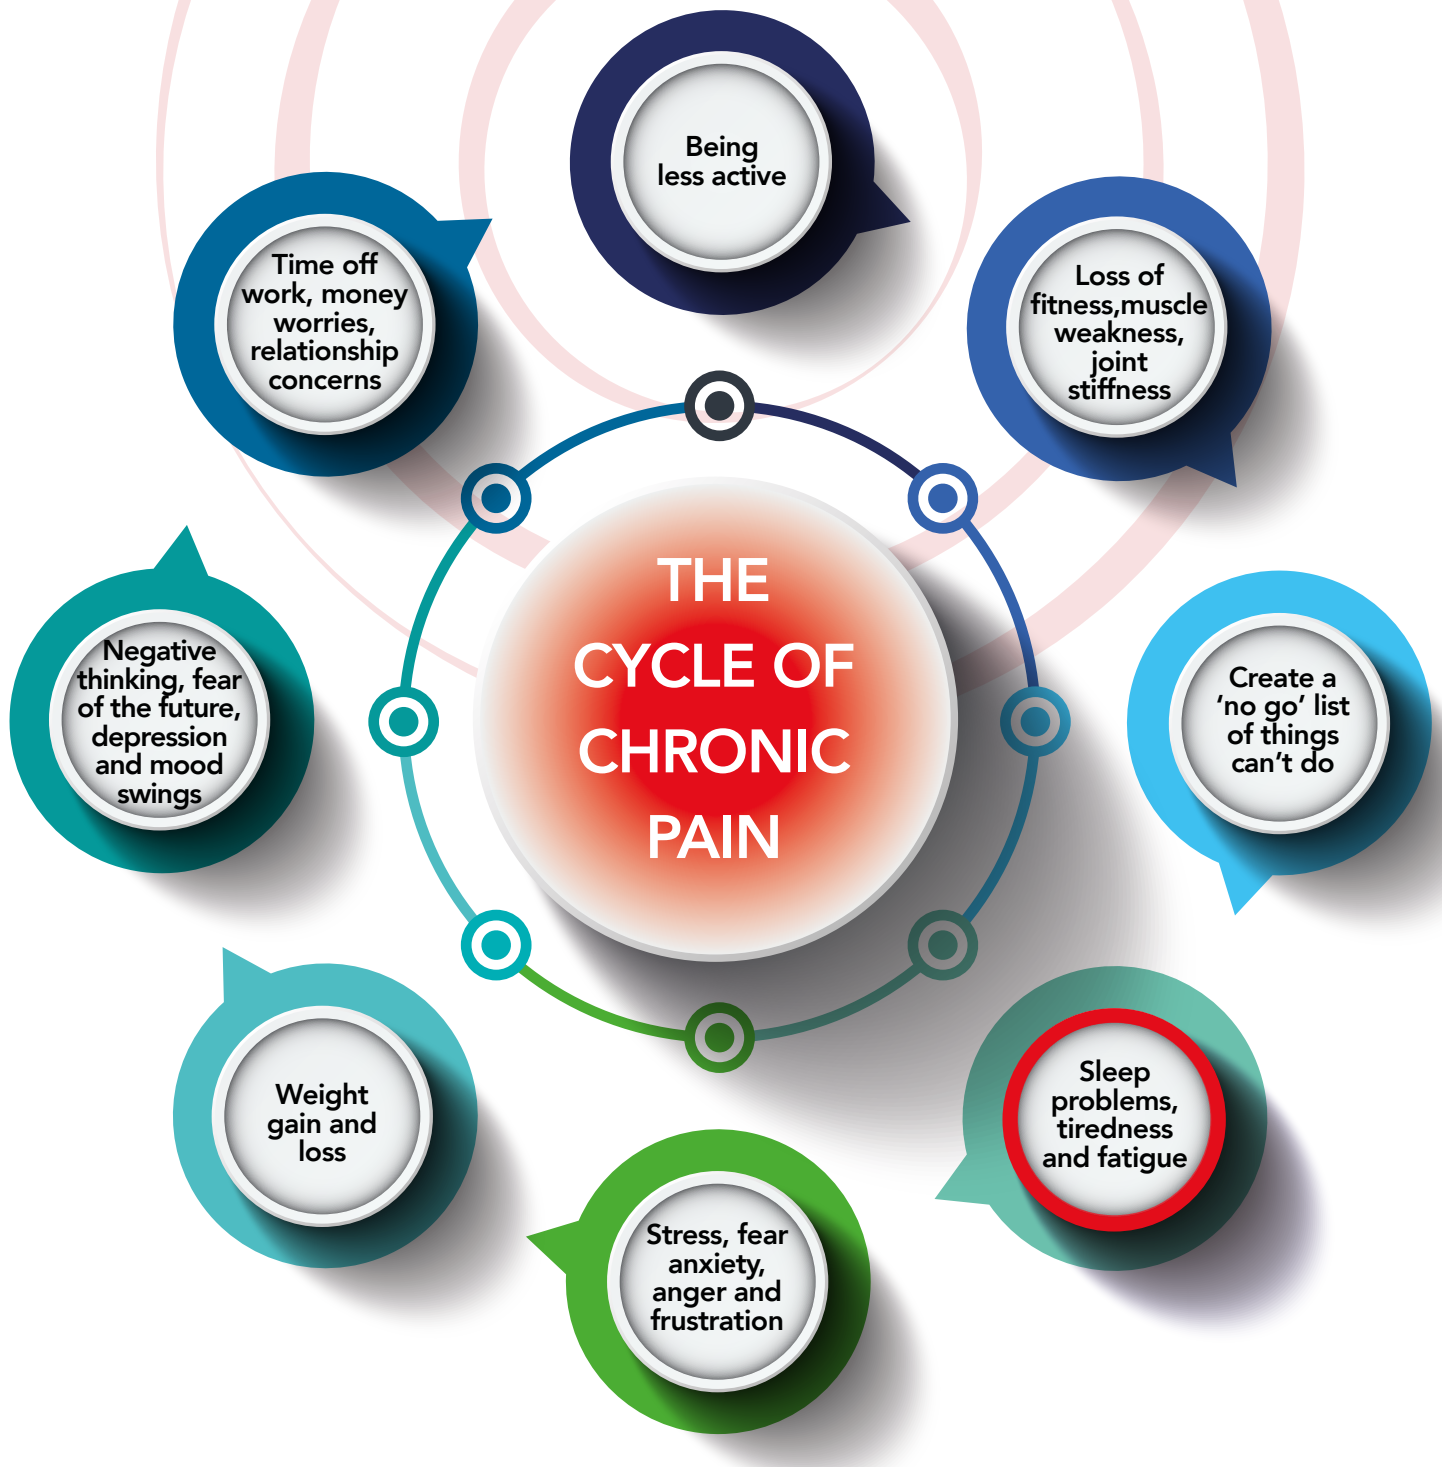 Being
less active
Loss of
fitness,muscle
weakness,
joint
stiffness
Create a
‘no go’ list
of things
can’t do
Sleep
problems,
tiredness
and fatigue
Stress, fear
anxiety,
anger and
frustration
Weight
gain and
loss
Negative
thinking, fear
of the future,
depression
and mood
swings
Time off
work, money
worries,
relationship
concerns
THE
CYCLE OF
CHRONIC
PAIN